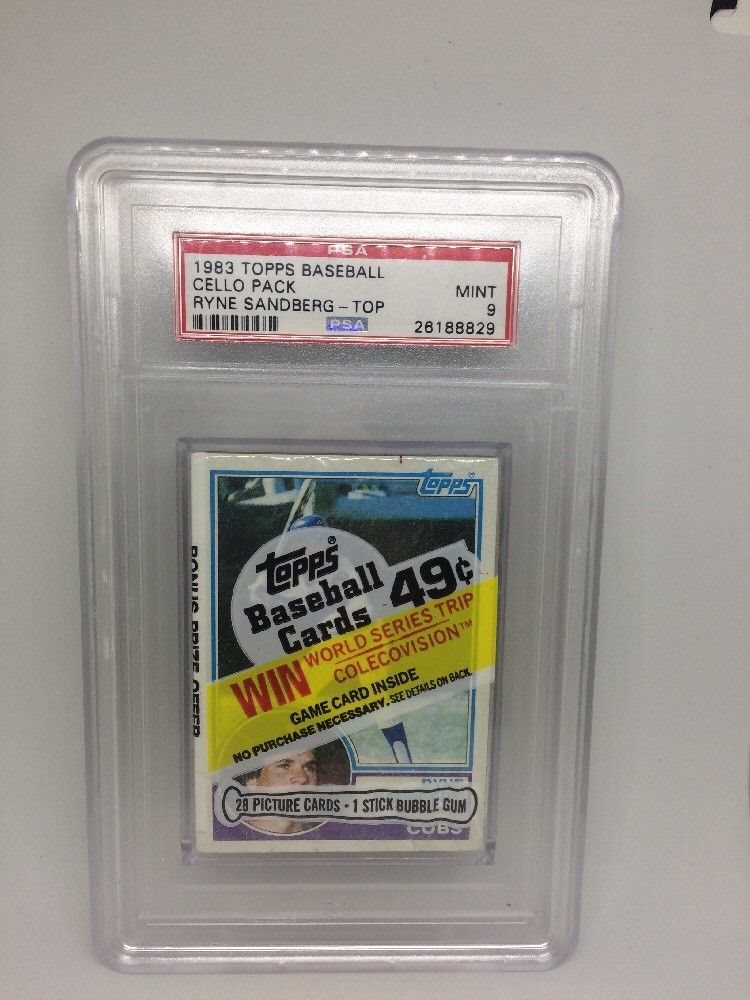 PSA
1983 TOPPS BASEBALL
CELLO PACK MINT
RYNE SANDBERG - TOP 9
PSA 26188829
topps
topps®
Baseball
Cards 49¢
WIN WORLD SERIES TRIP
COLECOVISION™
GAME CARD INSIDE
NO PURCHASE NECESSARY. SEE DETAILS ON BACK
BONUS PRIZE OFFER
RYNE
28 PICTURE CARDS • 1 STICK BUBBLE GUM
CUBS